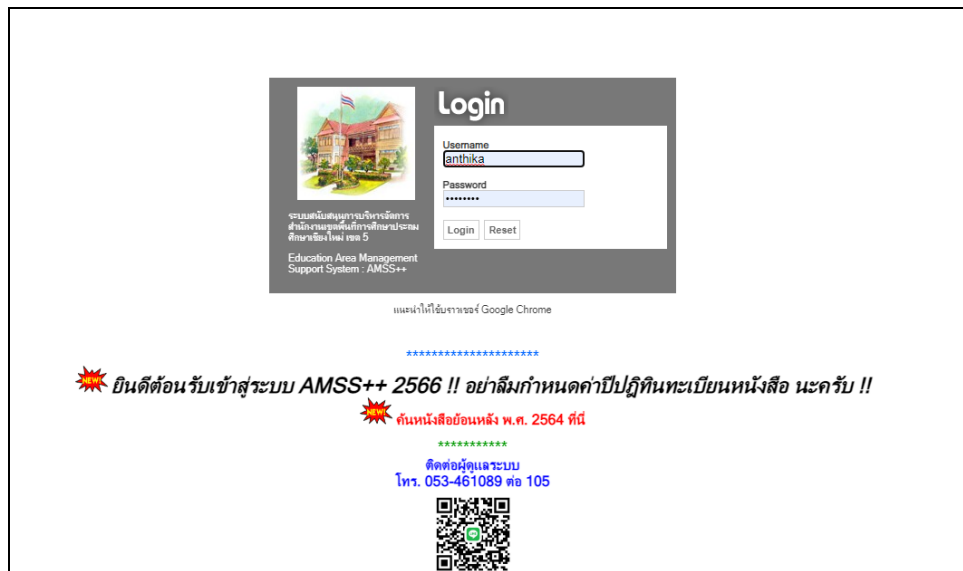 Login
Username
anthika
Password
••••••••
Login Reset
ระบบสนับสนุนการบริหารจัดการ
สำนักงานเขตพื้นที่การศึกษาประถม
ศึกษาเชียงใหม่ เขต 5
Education Area Management
Support System : AMSS++
แนะนำให้ใช้บราวเซอร์ Google Chrome
**********************
NEW! ยินดีต้อนรับเข้าสู่ระบบ AMSS++ 2566 !! อย่าลืมกำหนดค่าปีปฏิทินทะเบียนหนังสือ นะครับ !!
NEW! ค้นหนังสือย้อนหลัง พ.ศ. 2564 ที่นี่
***********
ติดต่อผู้ดูแลระบบ
โทร. 053-461089 ต่อ 105